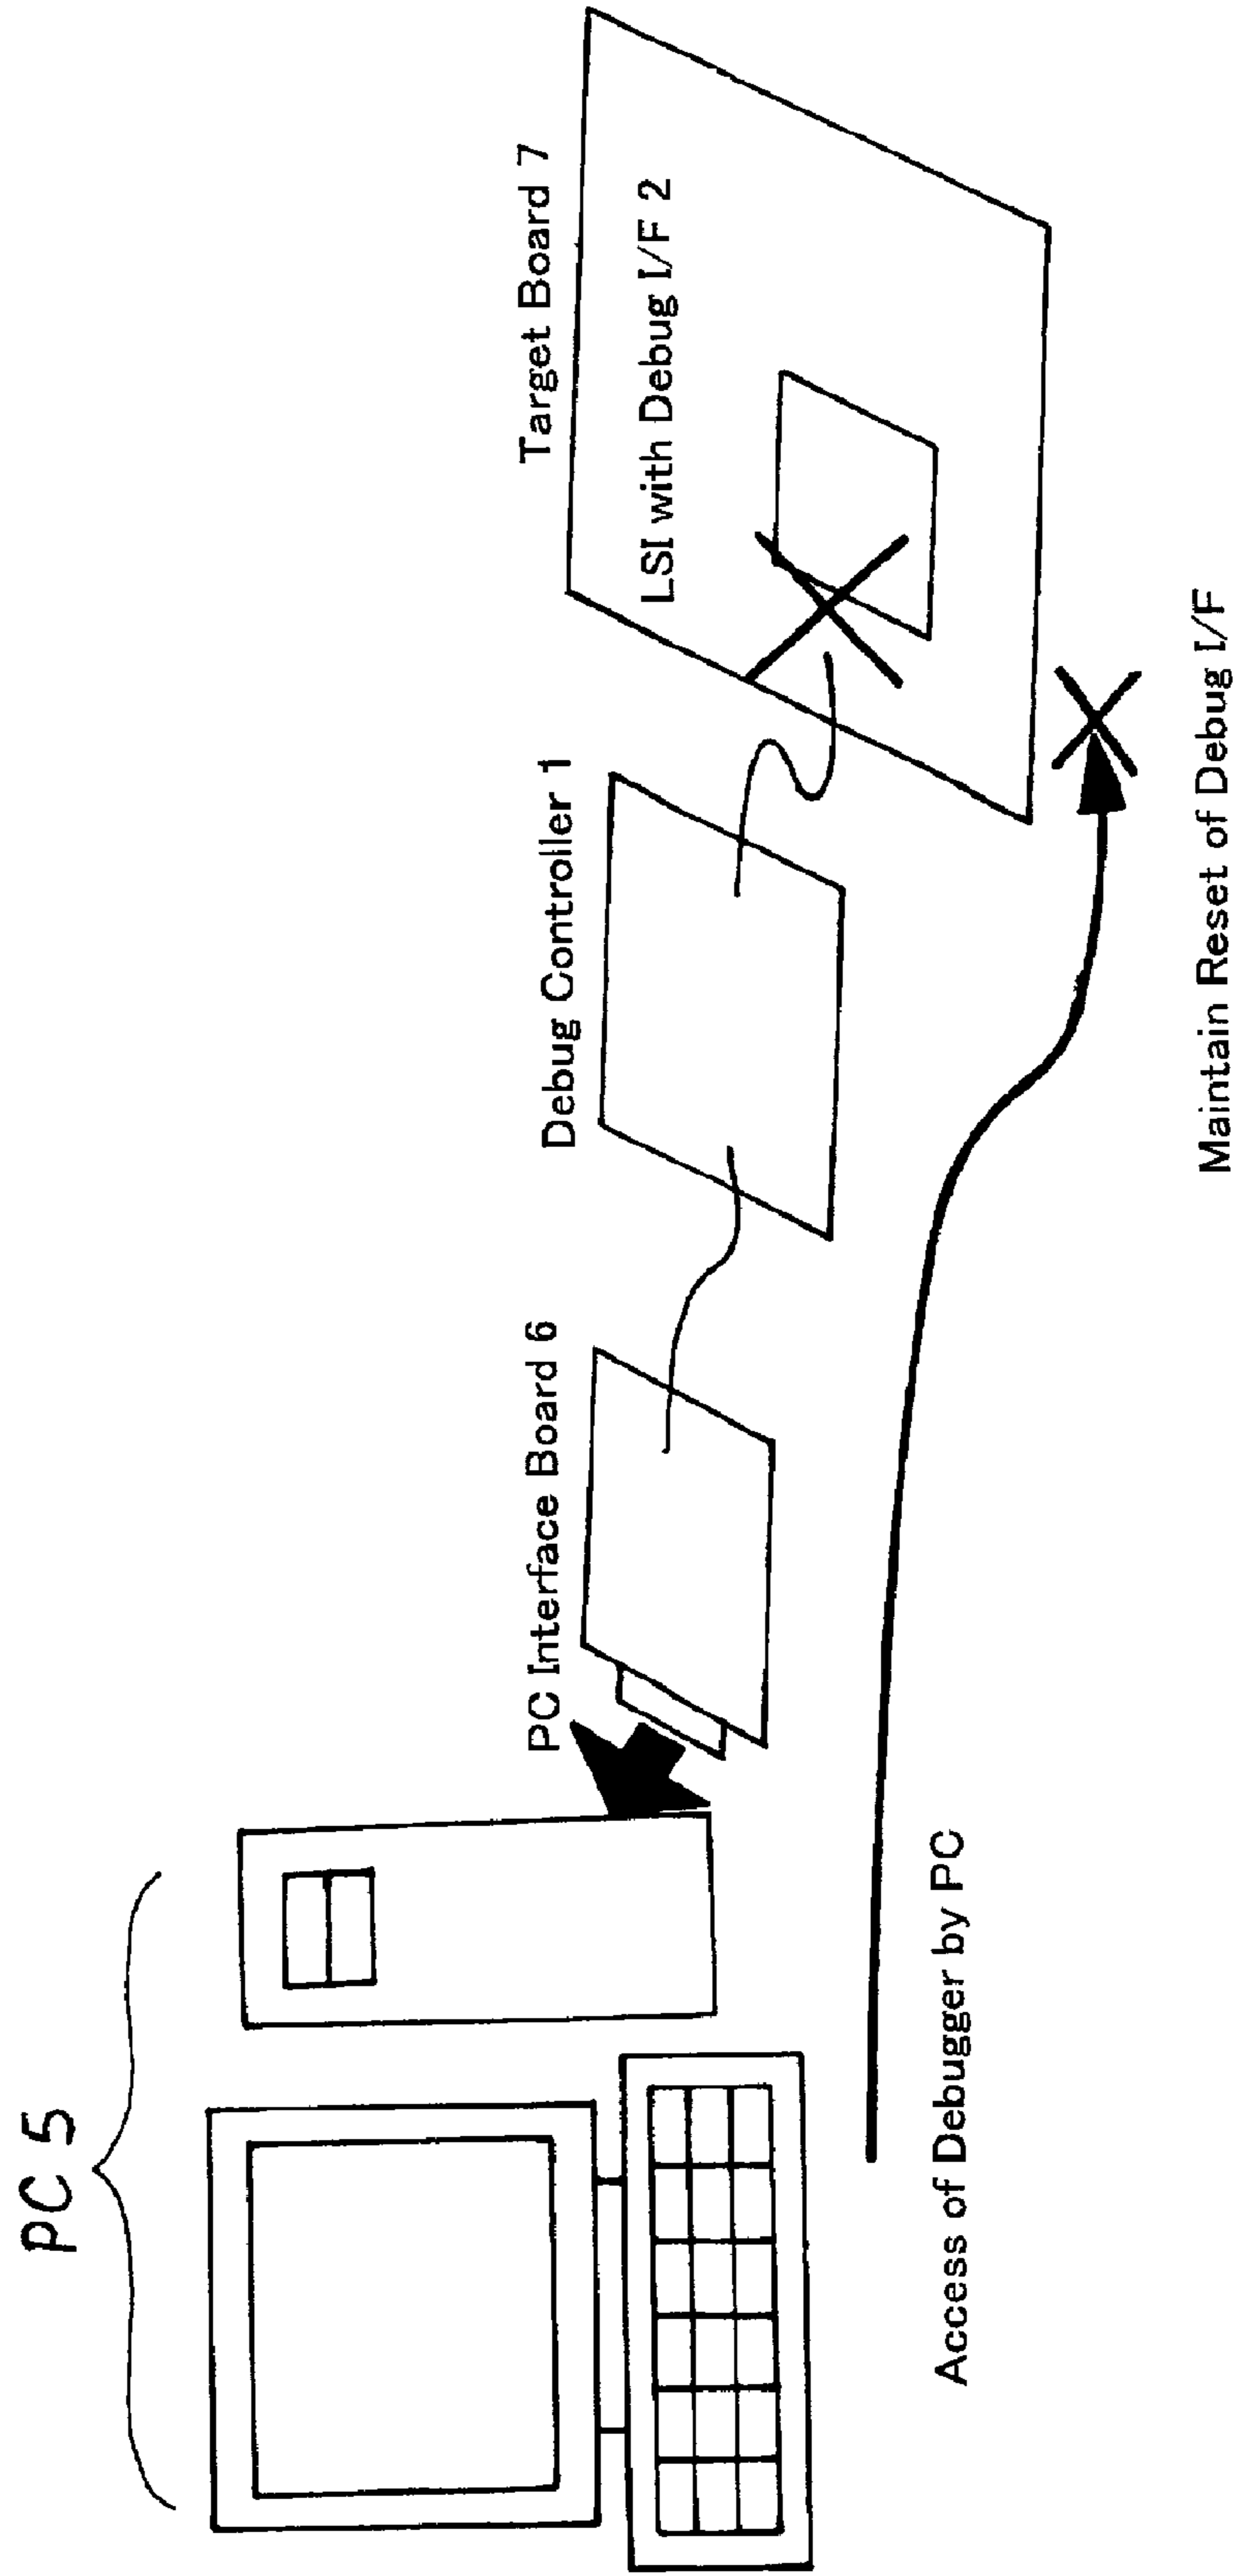 PC 5
PC Interface Board 6
Debug Controller 1
Target Board 7
LSI with Debug I/F 2
Access of Debugger by PC
Maintain Reset of Debug I/F